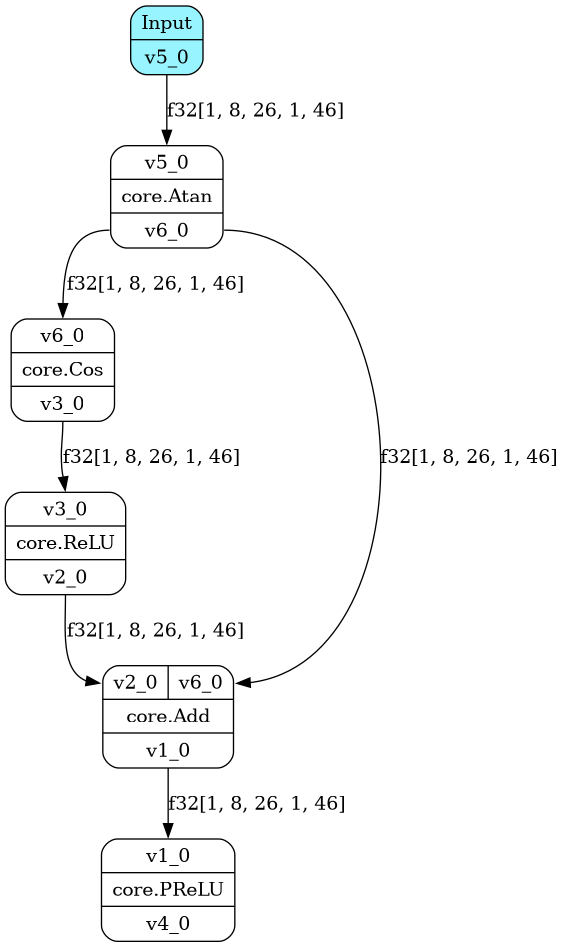 Input
v5_0
f32[1, 8, 26, 1, 46]
v5_0
core.Atan
v6_0
f32[1, 8, 26, 1, 46]
v6_0
core.Cos
v3_0
f32[1, 8, 26, 1, 46]
f32[1, 8, 26, 1, 46]
v3_0
core.ReLU
v2_0
f32[1, 8, 26, 1, 46]
v2_0 v6_0
core.Add
v1_0
f32[1, 8, 26, 1, 46]
v1_0
core.PReLU
v4_0